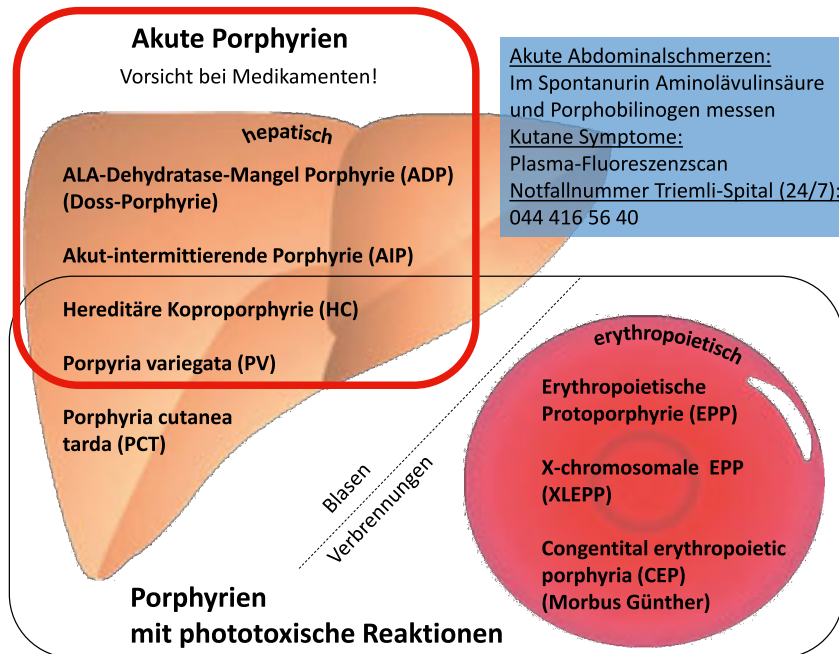 Akute Porphyrien
Vorsicht bei Medikamenten!
Akute Abdominalschmerzen:
Im Spontanurin Aminolävulinsäure
und Porphobilinogen messen
Kutane Symptome:
Plasma-Fluoreszenzscan
Notfallnummer Triemli-Spital (24/7):
044 416 56 40
hepatisch
ALA-Dehydratase-Mangel Porphyrie (ADP)
(Doss-Porphyrie)
Akut-intermittierende Porphyrie (AIP)
Hereditäre Koproporphyrie (HC)
Porpyria variegata (PV)
Porphyria cutanea
tarda (PCT)
Blasen
Verbrennungen
erythropoietisch
Erythropoietische
Protoporphyrie (EPP)
X-chromosomale EPP
(XLEPP)
Congentital erythropoietic
porphyria (CEP)
(Morbus Günther)
Porphyrien
mit phototoxische Reaktionen